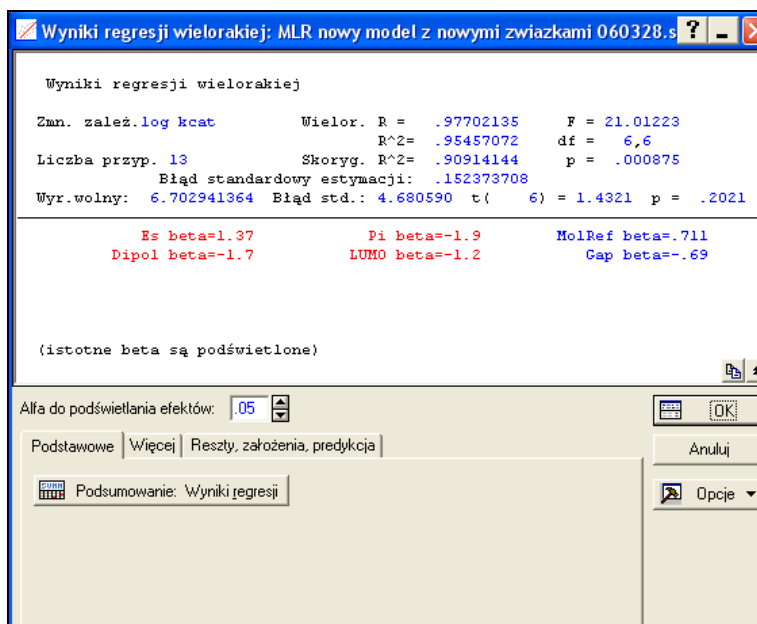 Wyniki regresji wielorakiej: MLR nowy model z nowymi zwiazkami 060328.s ? _
Wyniki regresji wielorakiej
Zmn. zależ.log kcat Wielor. R = .97702135 F = 21.01223
R^2= .95457072 df = 6,6
Liczba przyp. 13 Skoryg. R^2= .90914144 p = .000875
Błąd standardowy estymacji: .152373708
Wyr.wolny: 6.702941364 Błąd std.: 4.680590 t( 6) = 1.4321 p = .2021
Es beta=1.37 Pi beta=-1.9 MolRef beta=.711
Dipol beta=-1.7 LUMO beta=-1.2 Gap beta=-.69
(istotne beta są podświetlone)
Alfa do podświetlania efektów: .05
OK
Podstawowe Więcej Reszty, założenia, predykcja
Anuluj
SUMM Podsumowanie: Wyniki regresji
Opcje